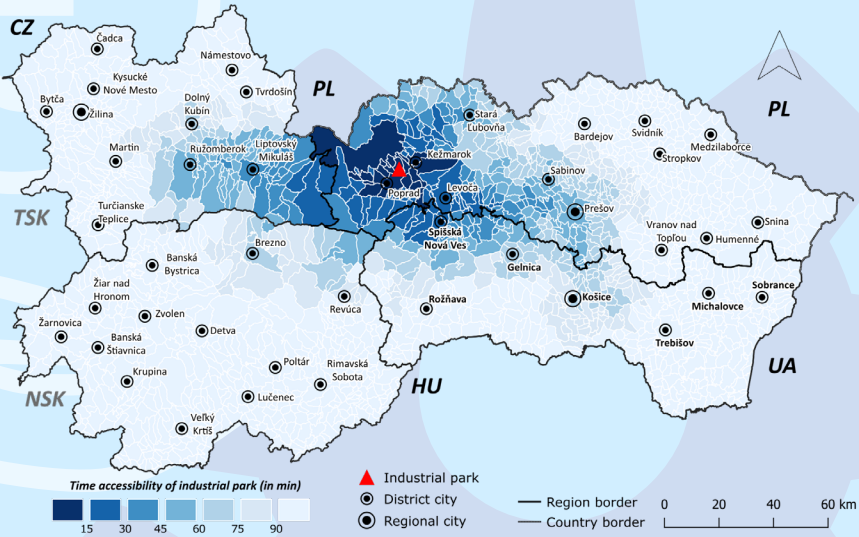 CZ
Čadca
Námestovo
PL
PL
Kysucké
Nové Mesto
Tvrdošín
Bytča
Žilina
Dolný
Kubín
Stará
Ľubovňa
Bardejov
Svidník
Medzilaborce
Stropkov
Martin
Ružomberok
Liptovský
Mikuláš
Kežmarok
Sabinov
Poprad
Levoča
Prešov
TSK
Turčianske
Teplice
Spišská
Nová Ves
Vranov nad
Topľou
Humenné
Snina
Brezno
Banská
Bystrica
Gelnica
Žiar nad
Hronom
Revúca
Rožňava
Košice
Michalovce
Sobrance
Žarnovica
Zvolen
Detva
Banská
Štiavnica
Trebišov
Krupina
Poltár
Rimavská
Sobota
UA
HU
NSK
Lučenec
Veľký
Krtíš
Time accessibility of industrial park (in min)
15 30 45 60 75 90
Industrial park
District city
Regional city
Region border
Country border
0 20 40 60 km